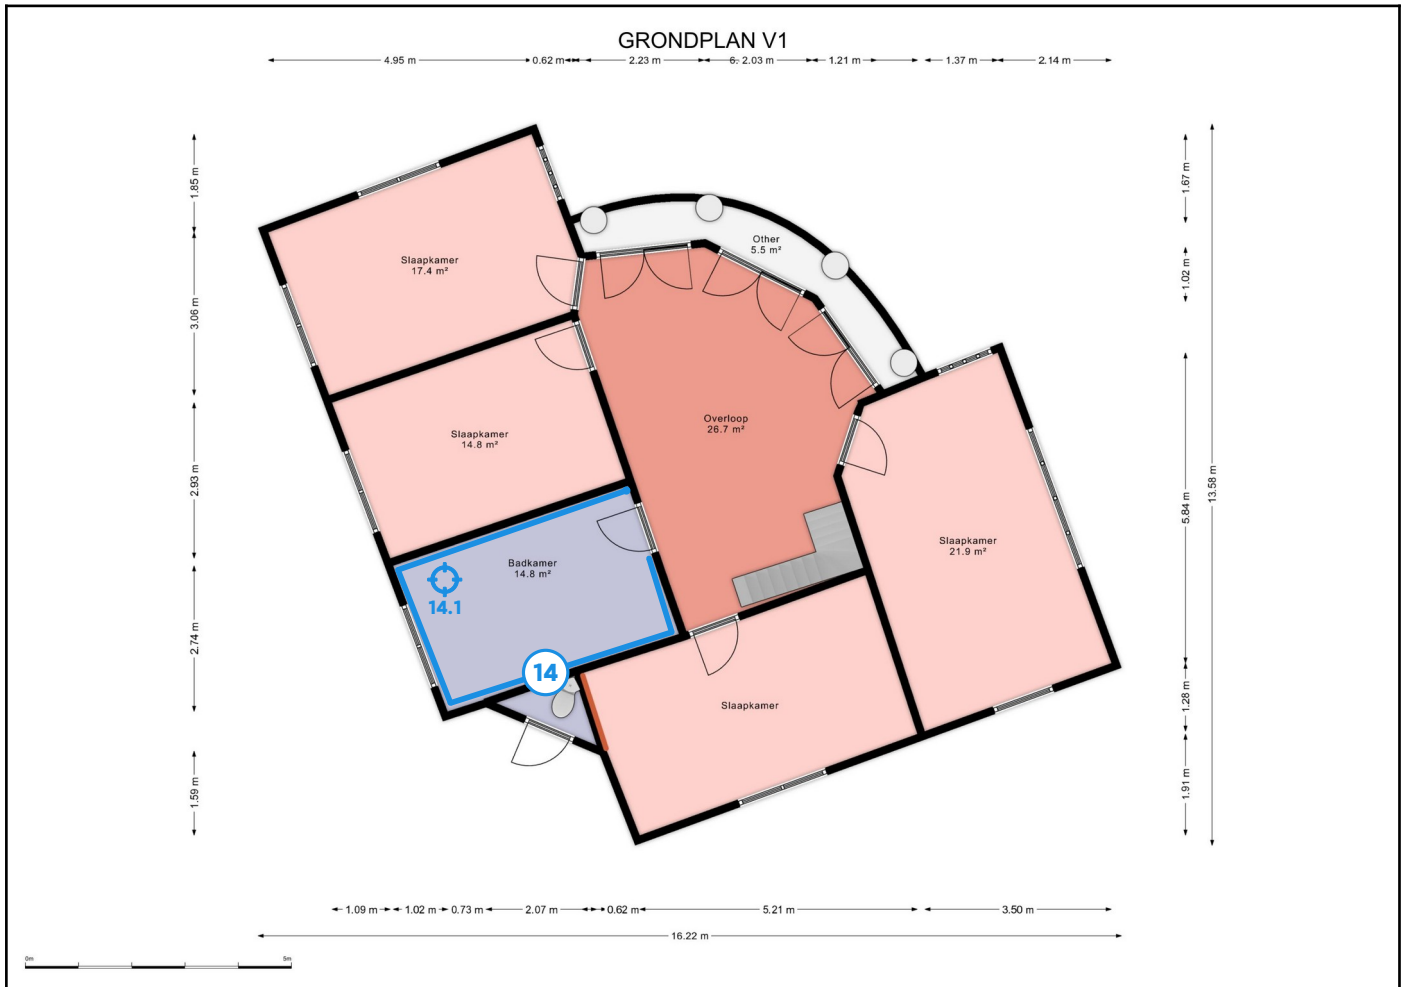 GRONDPLAN V1
4.95 m 0.62 m 2.23 m 6. 2.03 m 1.21 m 1.37 m 2.14 m
1.85 m
3.06 m
2.93 m
2.74 m
1.59 m
1.67 m
1.02 m
5.84 m
1.28 m
1.91 m
13.58 m
Other
5.5 m²
Slaapkamer
17.4 m²
Overloop
26.7 m²
Slaapkamer
14.8 m²
Slaapkamer
21.9 m²
Badkamer
14.8 m²
14.1
14
Slaapkamer
1.09 m 1.02 m 0.73 m 2.07 m 0.62 m 5.21 m 3.50 m
16.22 m
0m 5m